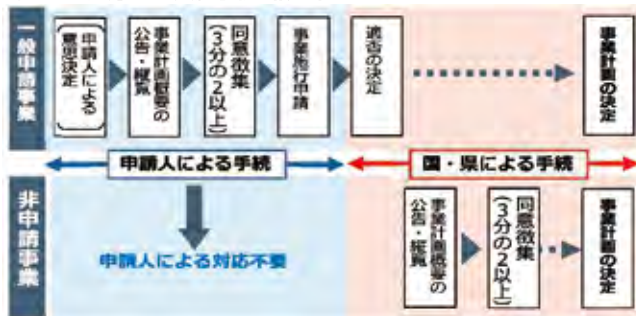 一般申請事業
(申請人による
意思決定)
事業計画概要の
公告・縦覧
同意徴集
(3分の2以上)
事業施行申請
適否の決定
事業計画の決定
申請人による手続
国・県による手続
非申請事業
申請人による対応不要
事業計画概要の
公告・縦覧
同意徴集
(3分の2以上)
事業計画の決定